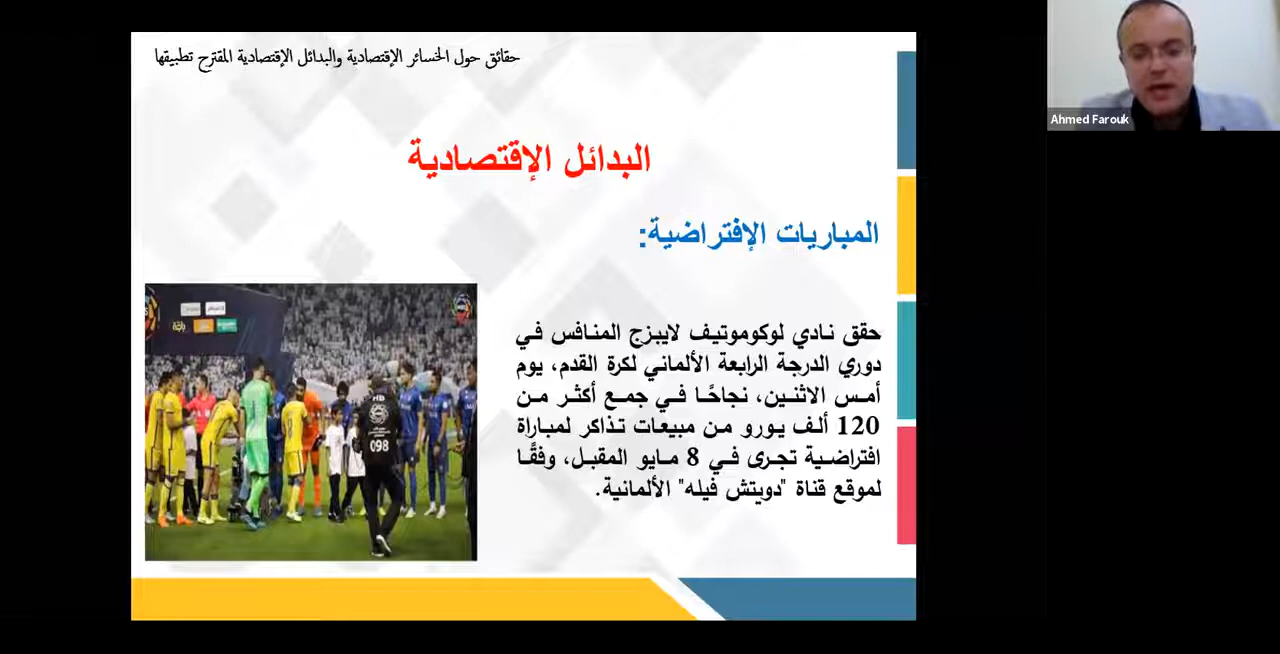 حقائق حول الخسائر الإقتصادية والبدائل الإقتصادية المقترح تطبيقها
Ahmed Farouk
البدائل الإقتصادية
المباريات الإفتراضية:
حقق نادي لوكوموتيف لايبزج المنافس في
دوري الدرجة الرابعة الألماني لكرة القدم، يوم
أمس الاثنين، نجاحًا في جمع أكثر من
120 ألف يورو من مبيعات تذاكر لمباراة
افتراضية تجرى في 8 مايو المقبل، وفقًا
لموقع قناة "دويتش فيله" الألمانية.
098